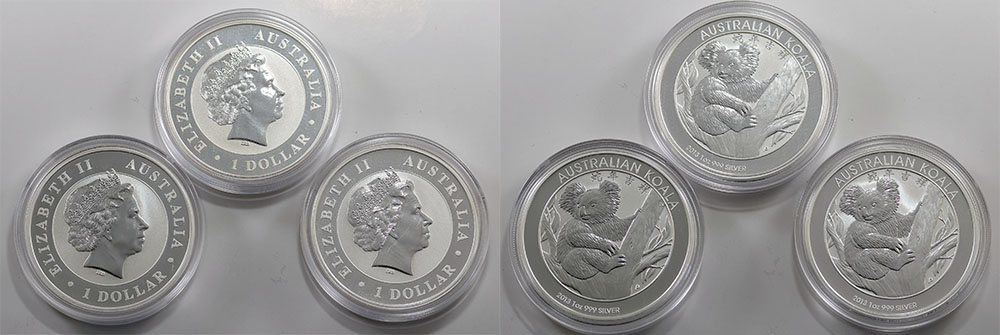 ELIZABETH II AUSTRALIA
1 DOLLAR
ELIZABETH II AUSTRALIA
1 DOLLAR
ELIZABETH II AUSTRALIA
1 DOLLAR
AUSTRALIAN KOALA
2013 1oz 999 SILVER
AUSTRALIAN KOALA
2013 1oz 999 SILVER
AUSTRALIAN KOALA
2013 1oz 999 SILVER